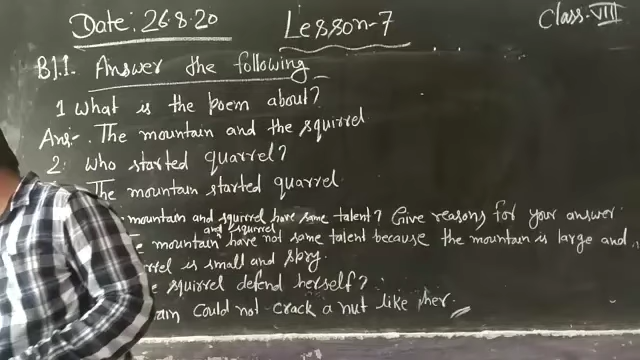 Date: 26.8.20 Lesson-7 Class-VIII
B1.1. Answer the following
1 What is the poem about?
Ans:- . The mountain and the squirrel
2: Who started quarrel?
The mountain started quarrel
mountain and squirrel have same talent? Give reasons for your answer.
and squirrel
mountain have not same talent because the mountain is large and
is small and spry.
squirrel defend herself?
Could not crack a nut like her.